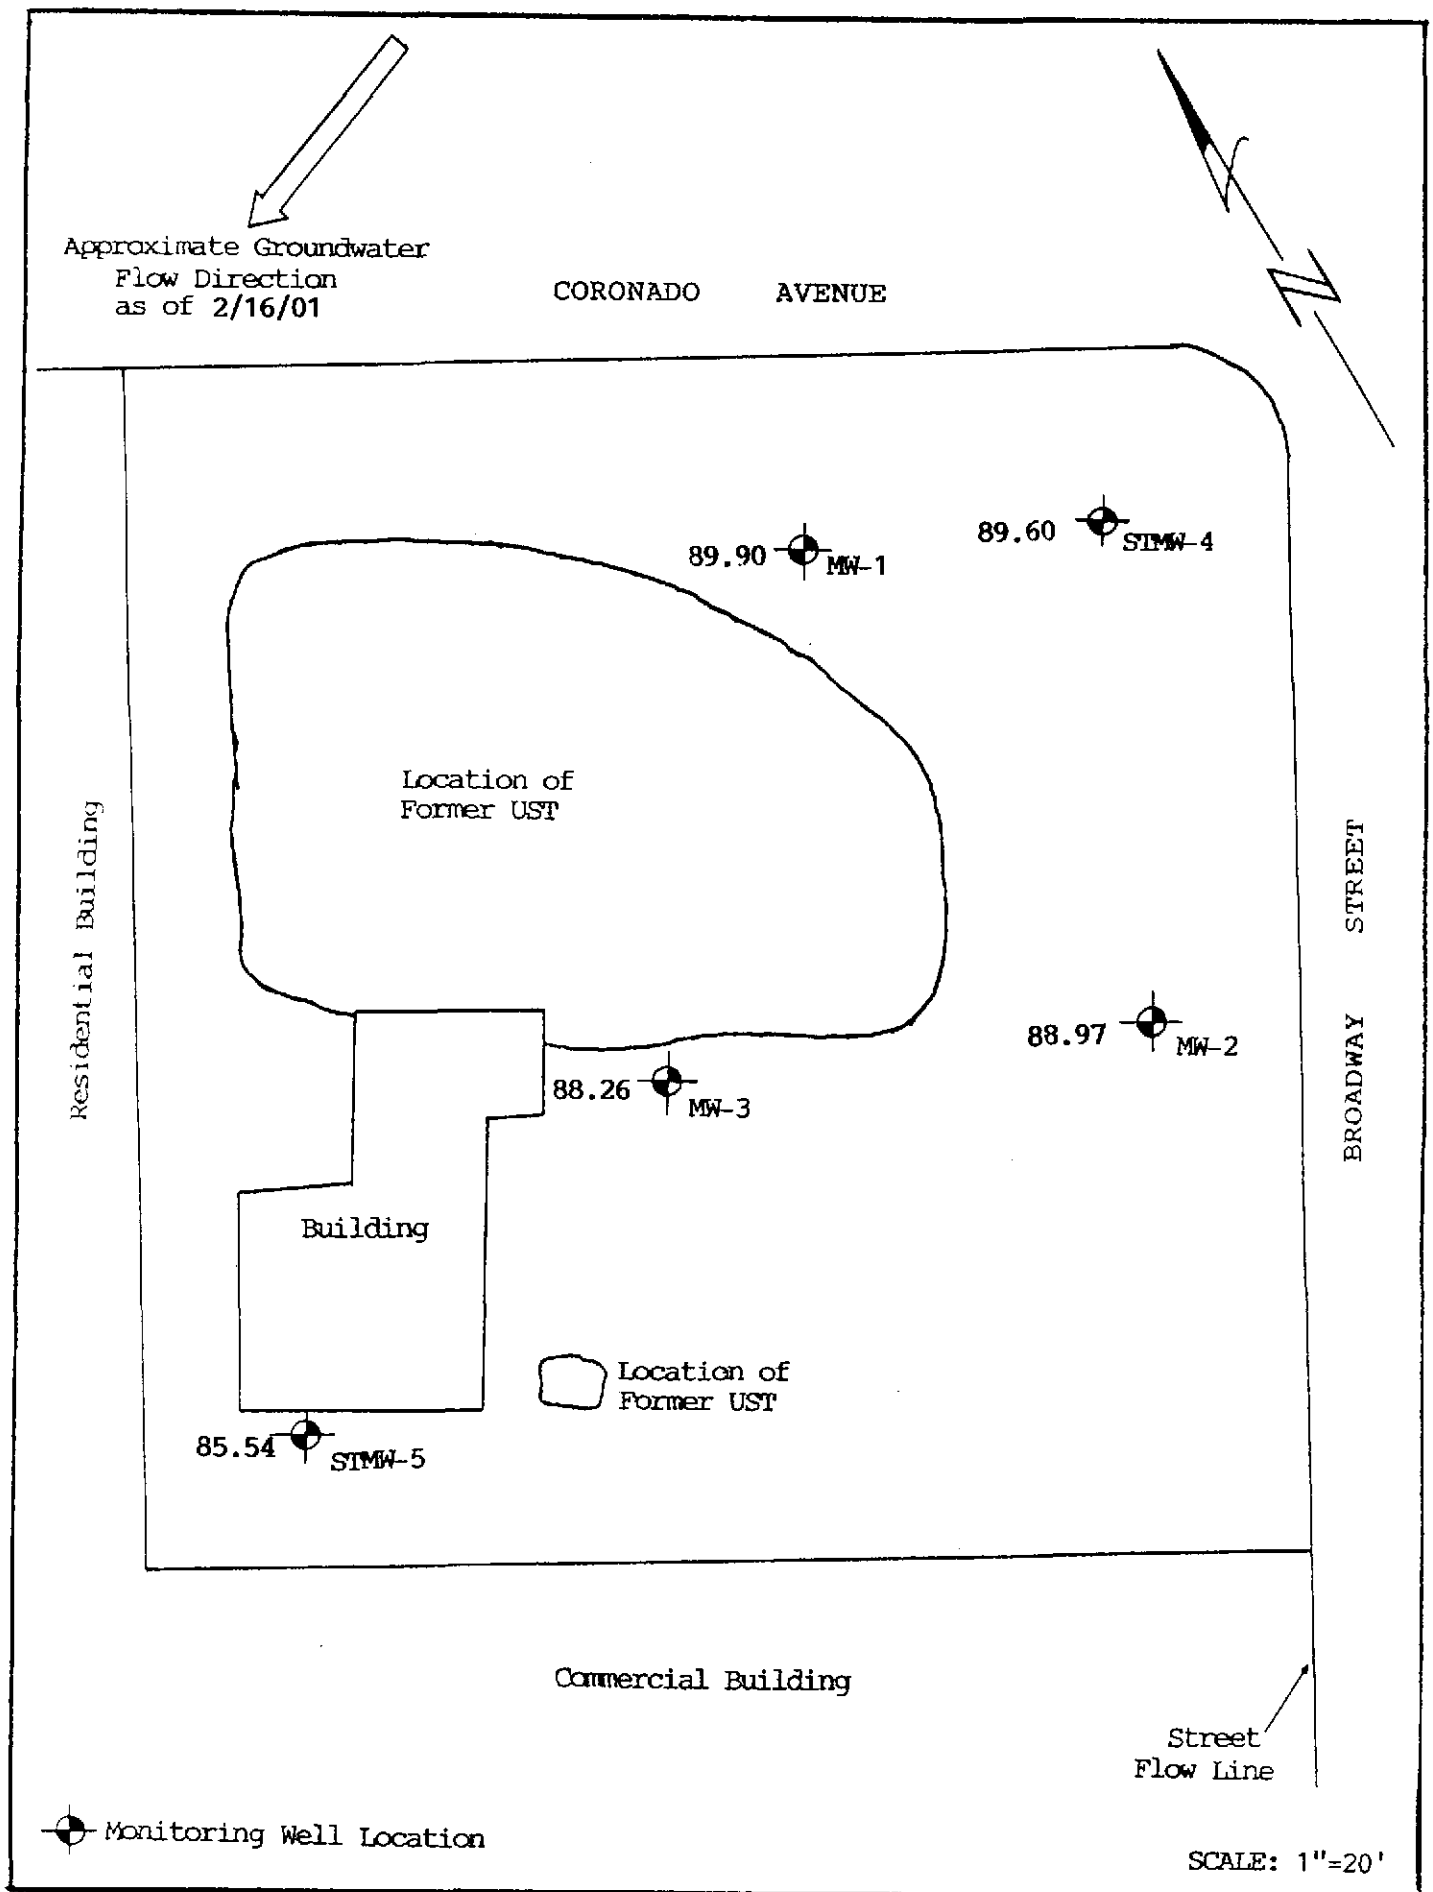 Approximate Groundwater
Flow Direction
as of 2/16/01
CORONADO AVENUE
N
89.90
MW-1
89.60
STMW-4
Location of
Former UST
Residential Building
BROADWAY STREET
88.97
MW-2
88.26
MW-3
Building
Location of
Former UST
85.54
STMW-5
Commercial Building
Street
Flow Line
Monitoring Well Location
SCALE: 1"=20'